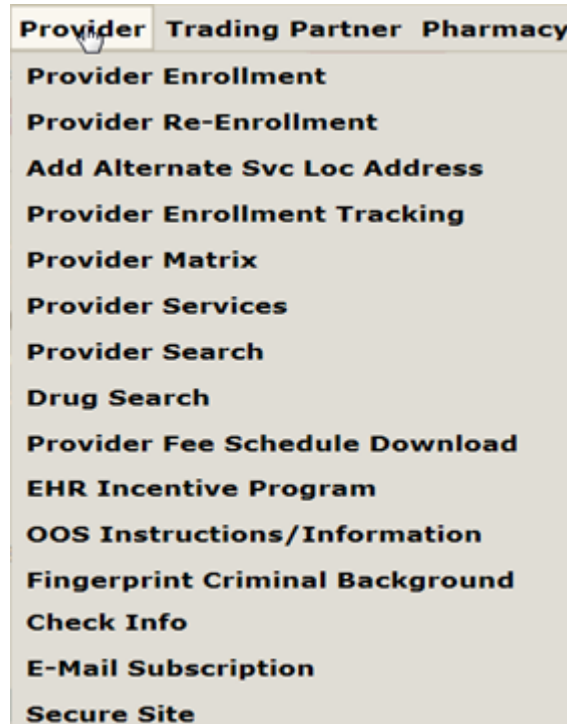 Provider Trading Partner Pharmacy
Provider Enrollment
Provider Re-Enrollment
Add Alternate Svc Loc Address
Provider Enrollment Tracking
Provider Matrix
Provider Services
Provider Search
Drug Search
Provider Fee Schedule Download
EHR Incentive Program
OOS Instructions/Information
Fingerprint Criminal Background
Check Info
E-Mail Subscription
Secure Site